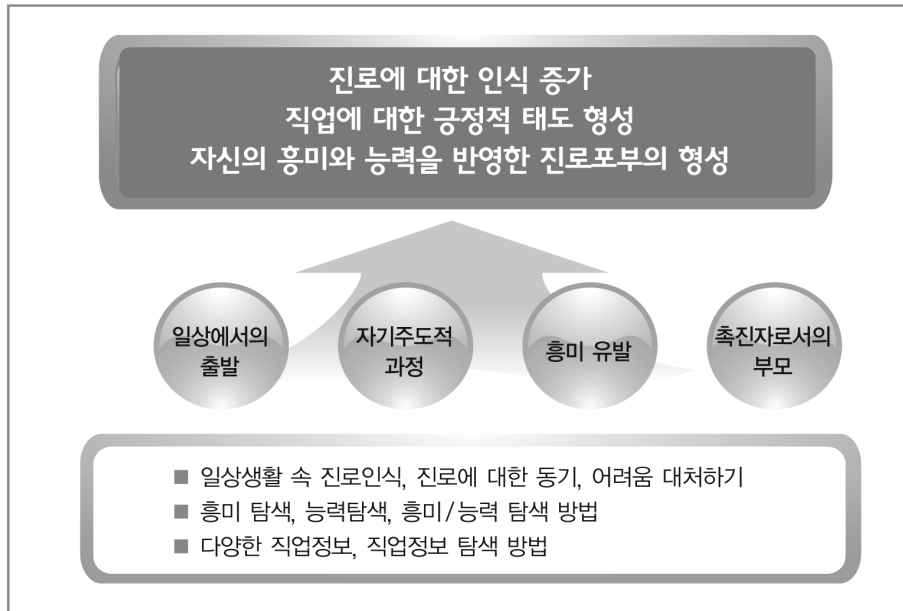 진로에 대한 인식 증가
직업에 대한 긍정적 태도 형성
자신의 흥미와 능력을 반영한 진로포부의 형성
일상에서의
출발
자기주도적
과정
흥미 유발
촉진자로서의
부모
■ 일상생활 속 진로인식, 진로에 대한 동기, 어려움 대처하기
■ 흥미 탐색, 능력탐색, 흥미/능력 탐색 방법
■ 다양한 직업정보, 직업정보 탐색 방법